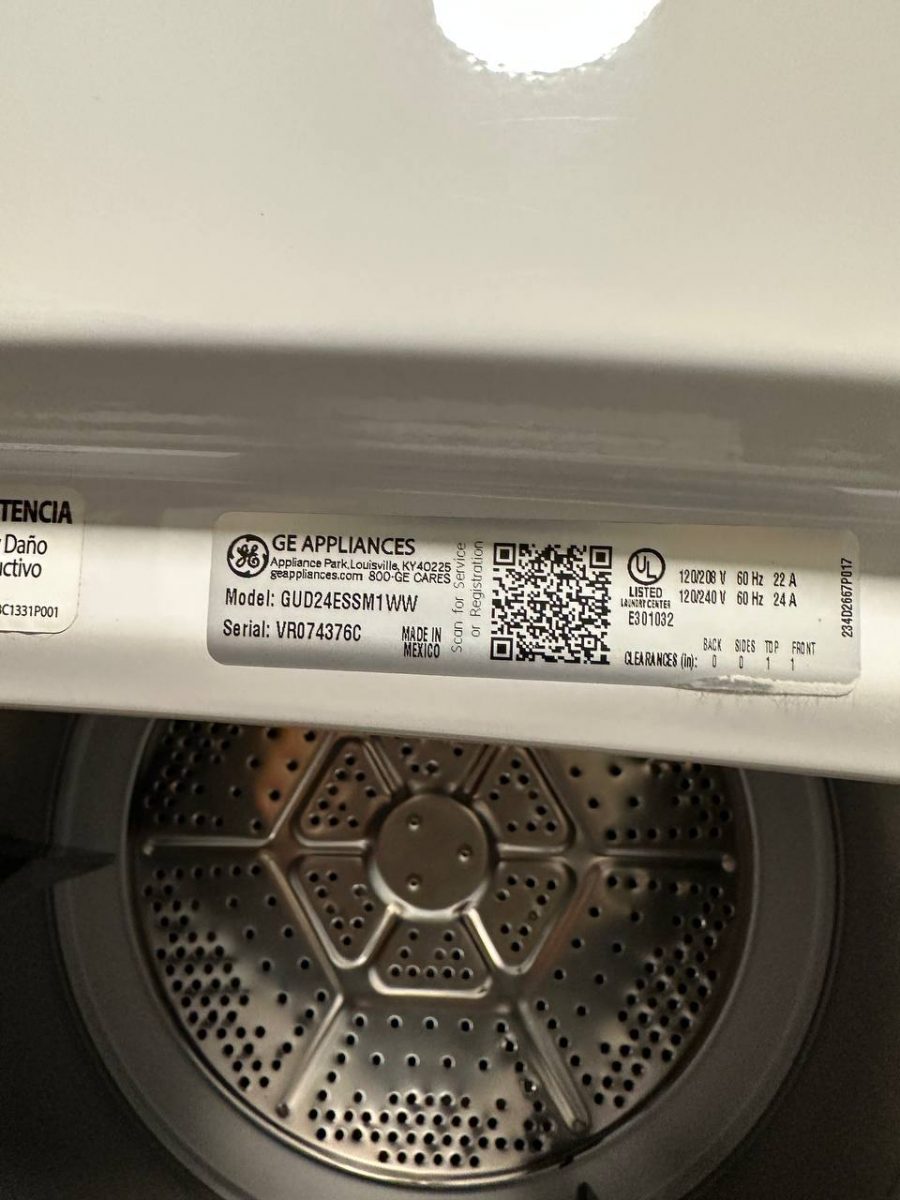 TENCIA
Daño
uctivo
C1331P001
GE APPLIANCES
Appliance Park, Louisville, KY40225
geappliances.com 800-GE CARES
Model: GUD24ESSM1WW
Serial: VR074376C
MADE IN
MEXICO
Scan for Service
or Registration
UL
LISTED
LAUNDRY CENTER
E301032
120/208 V 60 Hz 22 A
120/240 V 60 Hz 24 A
BACK SIDES TOP FRONT
CLEARANCES (in): 0 0 1 1
234D2667P017